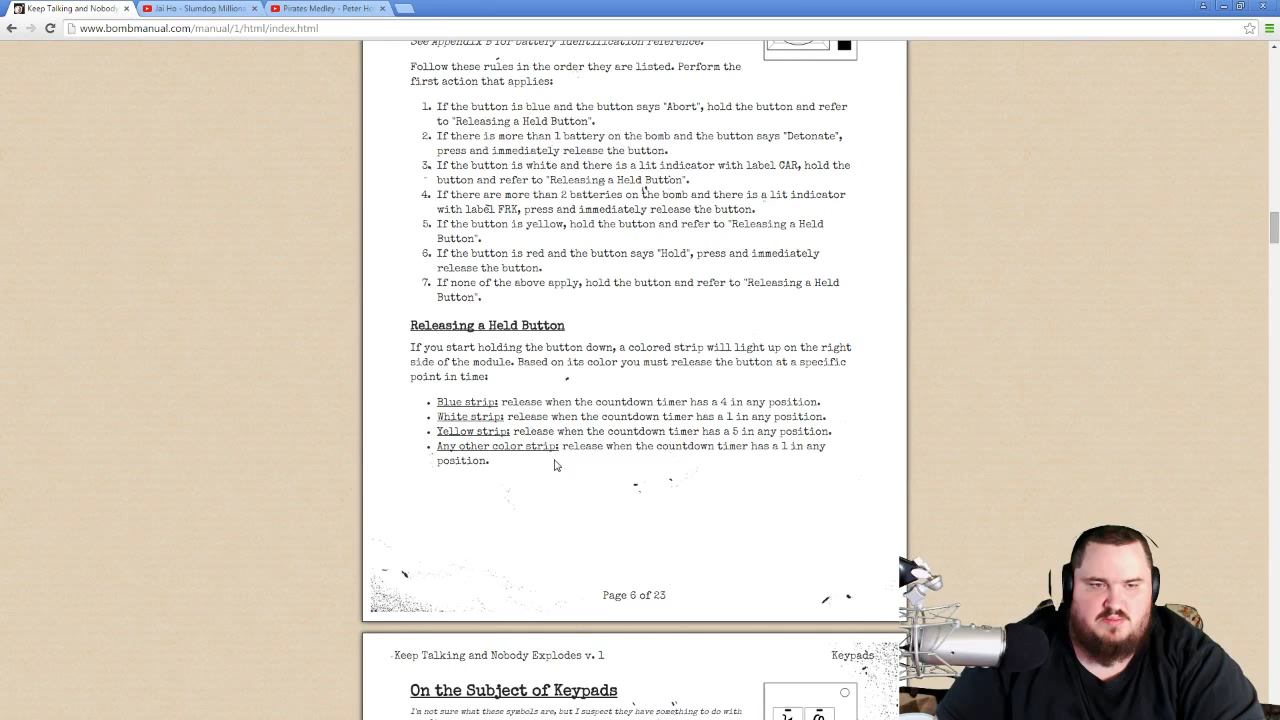 Keep Talking and Nobody
Jai Ho - Slumdog Million
Pirates Medley - Peter Ho
www.bombmanual.com/manual/1/html/index.html
See Appendix B for battery identification reference.
Follow these rules in the order they are listed. Perform the
first action that applies:
1. If the button is blue and the button says "Abort", hold the button and refer
to "Releasing a Held Button".
2. If there is more than 1 battery on the bomb and the button says "Detonate",
press and immediately release the button.
3. If the button is white and there is a lit indicator with label CAR, hold the
button and refer to "Releasing a Held Button".
4. If there are more than 2 batteries on the bomb and there is a lit indicator
with label FRK, press and immediately release the button.
5. If the button is yellow, hold the button and refer to "Releasing a Held
Button".
6. If the button is red and the button says "Hold", press and immediately
release the button.
7. If none of the above apply, hold the button and refer to "Releasing a Held
Button".
Releasing a Held Button
If you start holding the button down, a colored strip will light up on the right
side of the module. Based on its color you must release the button at a specific
point in time:
• Blue strip: release when the countdown timer has a 4 in any position.
• White strip: release when the countdown timer has a 1 in any position.
• Yellow strip: release when the countdown timer has a 5 in any position.
• Any other color strip: release when the countdown timer has a 1 in any
position.
Page 6 of 23
Keep Talking and Nobody Explodes v. 1
Keypads
On the Subject of Keypads
I'm not sure what these symbols are, but I suspect they have something to do with